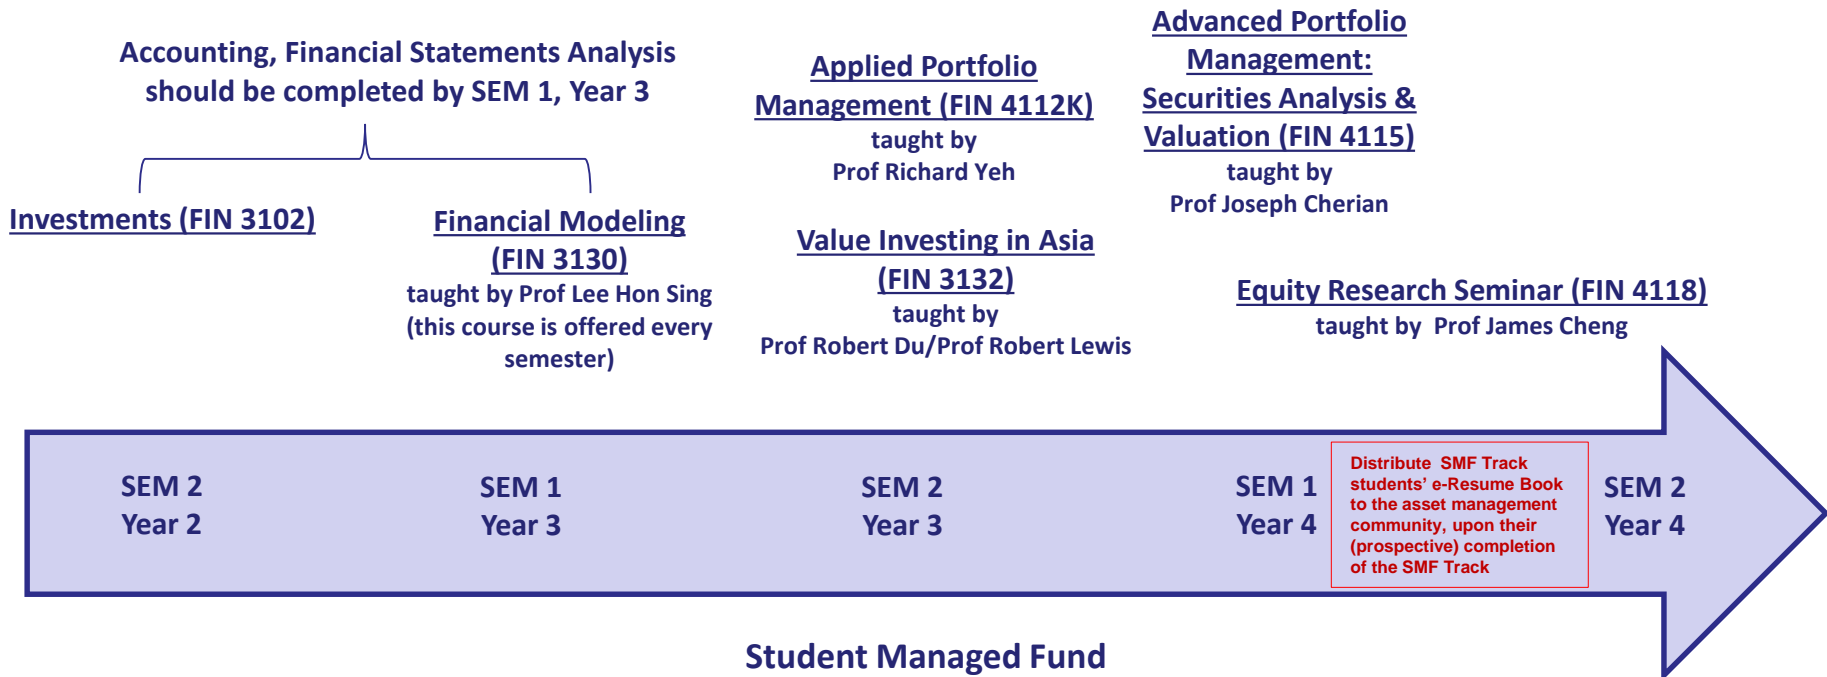 Accounting, Financial Statements Analysis
should be completed by SEM 1, Year 3
Investments (FIN 3102)
Financial Modeling
(FIN 3130)
taught by Prof Lee Hon Sing
(this course is offered every
semester)
Applied Portfolio
Management (FIN 4112K)
taught by
Prof Richard Yeh
Value Investing in Asia
(FIN 3132)
taught by
Prof Robert Du/Prof Robert Lewis
Advanced Portfolio
Management:
Securities Analysis &
Valuation (FIN 4115)
taught by
Prof Joseph Cherian
Equity Research Seminar (FIN 4118)
taught by Prof James Cheng
SEM 2
Year 2
SEM 1
Year 3
SEM 2
Year 3
SEM 1
Year 4
Distribute SMF Track
students’ e-Resume Book
to the asset management
community, upon their
(prospective) completion
of the SMF Track
SEM 2
Year 4
Student Managed Fund